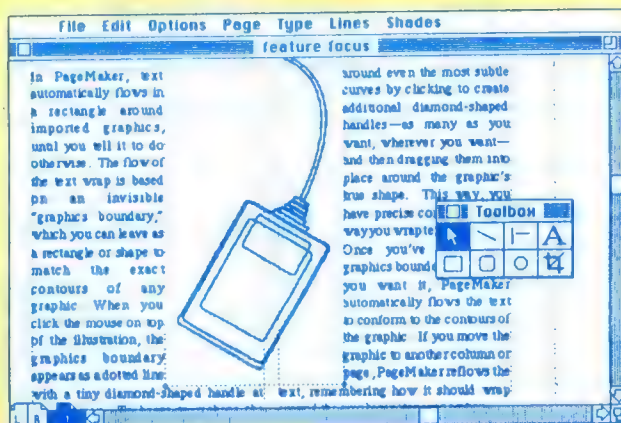 File Edit Options Page Type Lines Shades
feature focus
In PageMaker, text
automatically flows in
a rectangle around
imported graphics,
until you tell it to do
otherwise. The flow of
the text wrap is based
on an invisible
"graphics boundary,"
which you can leave as
a rectangle or shape to
match the exact
contours of any
graphic. When you
click the mouse on top
of the illustration, the
graphics boundary
appears as a dotted line
with a tiny diamond-shaped handle at
around even the most subtle
curves by clicking to create
additional diamond-shaped
handles—as many as you
want, wherever you want—
and then dragging them into
place around the graphic's
true shape. This way, you
have precise
way you wrap
Once you've
graphics
you want it, PageMaker
automatically flows the text
to conform to the contours of
the graphic. If you move the
graphic to another column or
page, PageMaker reflows the
text, remembering how it should wrap
Toolbox
A
L R 1